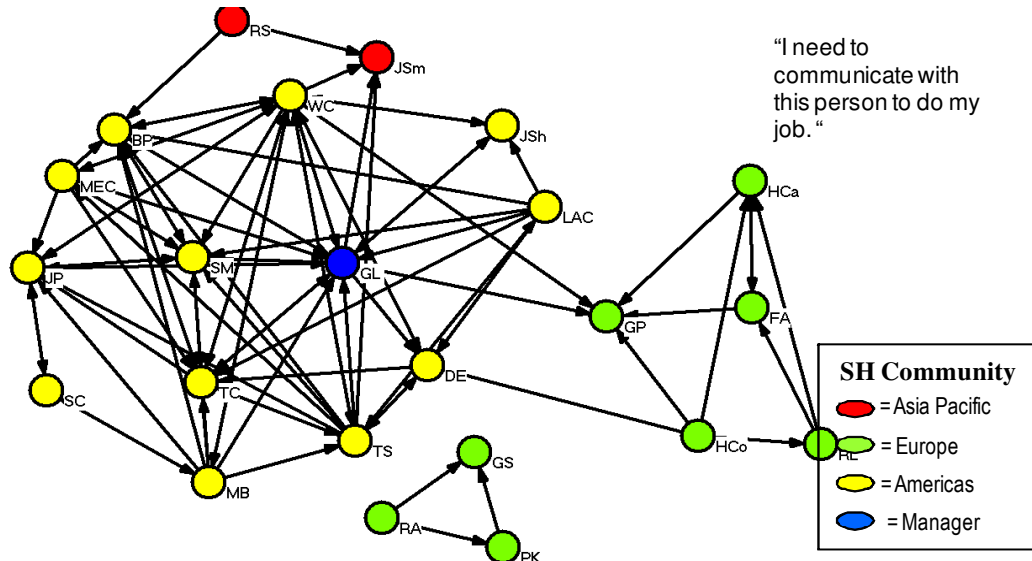 RS
JSm
“I need to
communicate with
this person to do my
job. “
WC
BP
JSh
MEC
HCa
LAC
SM
GL
JP
GP
FA
DE
SH Community
TC
SC
= Asia Pacific
HCo
RE
TS
GS
= Europe
MB
= Americas
RA
= Manager
PK